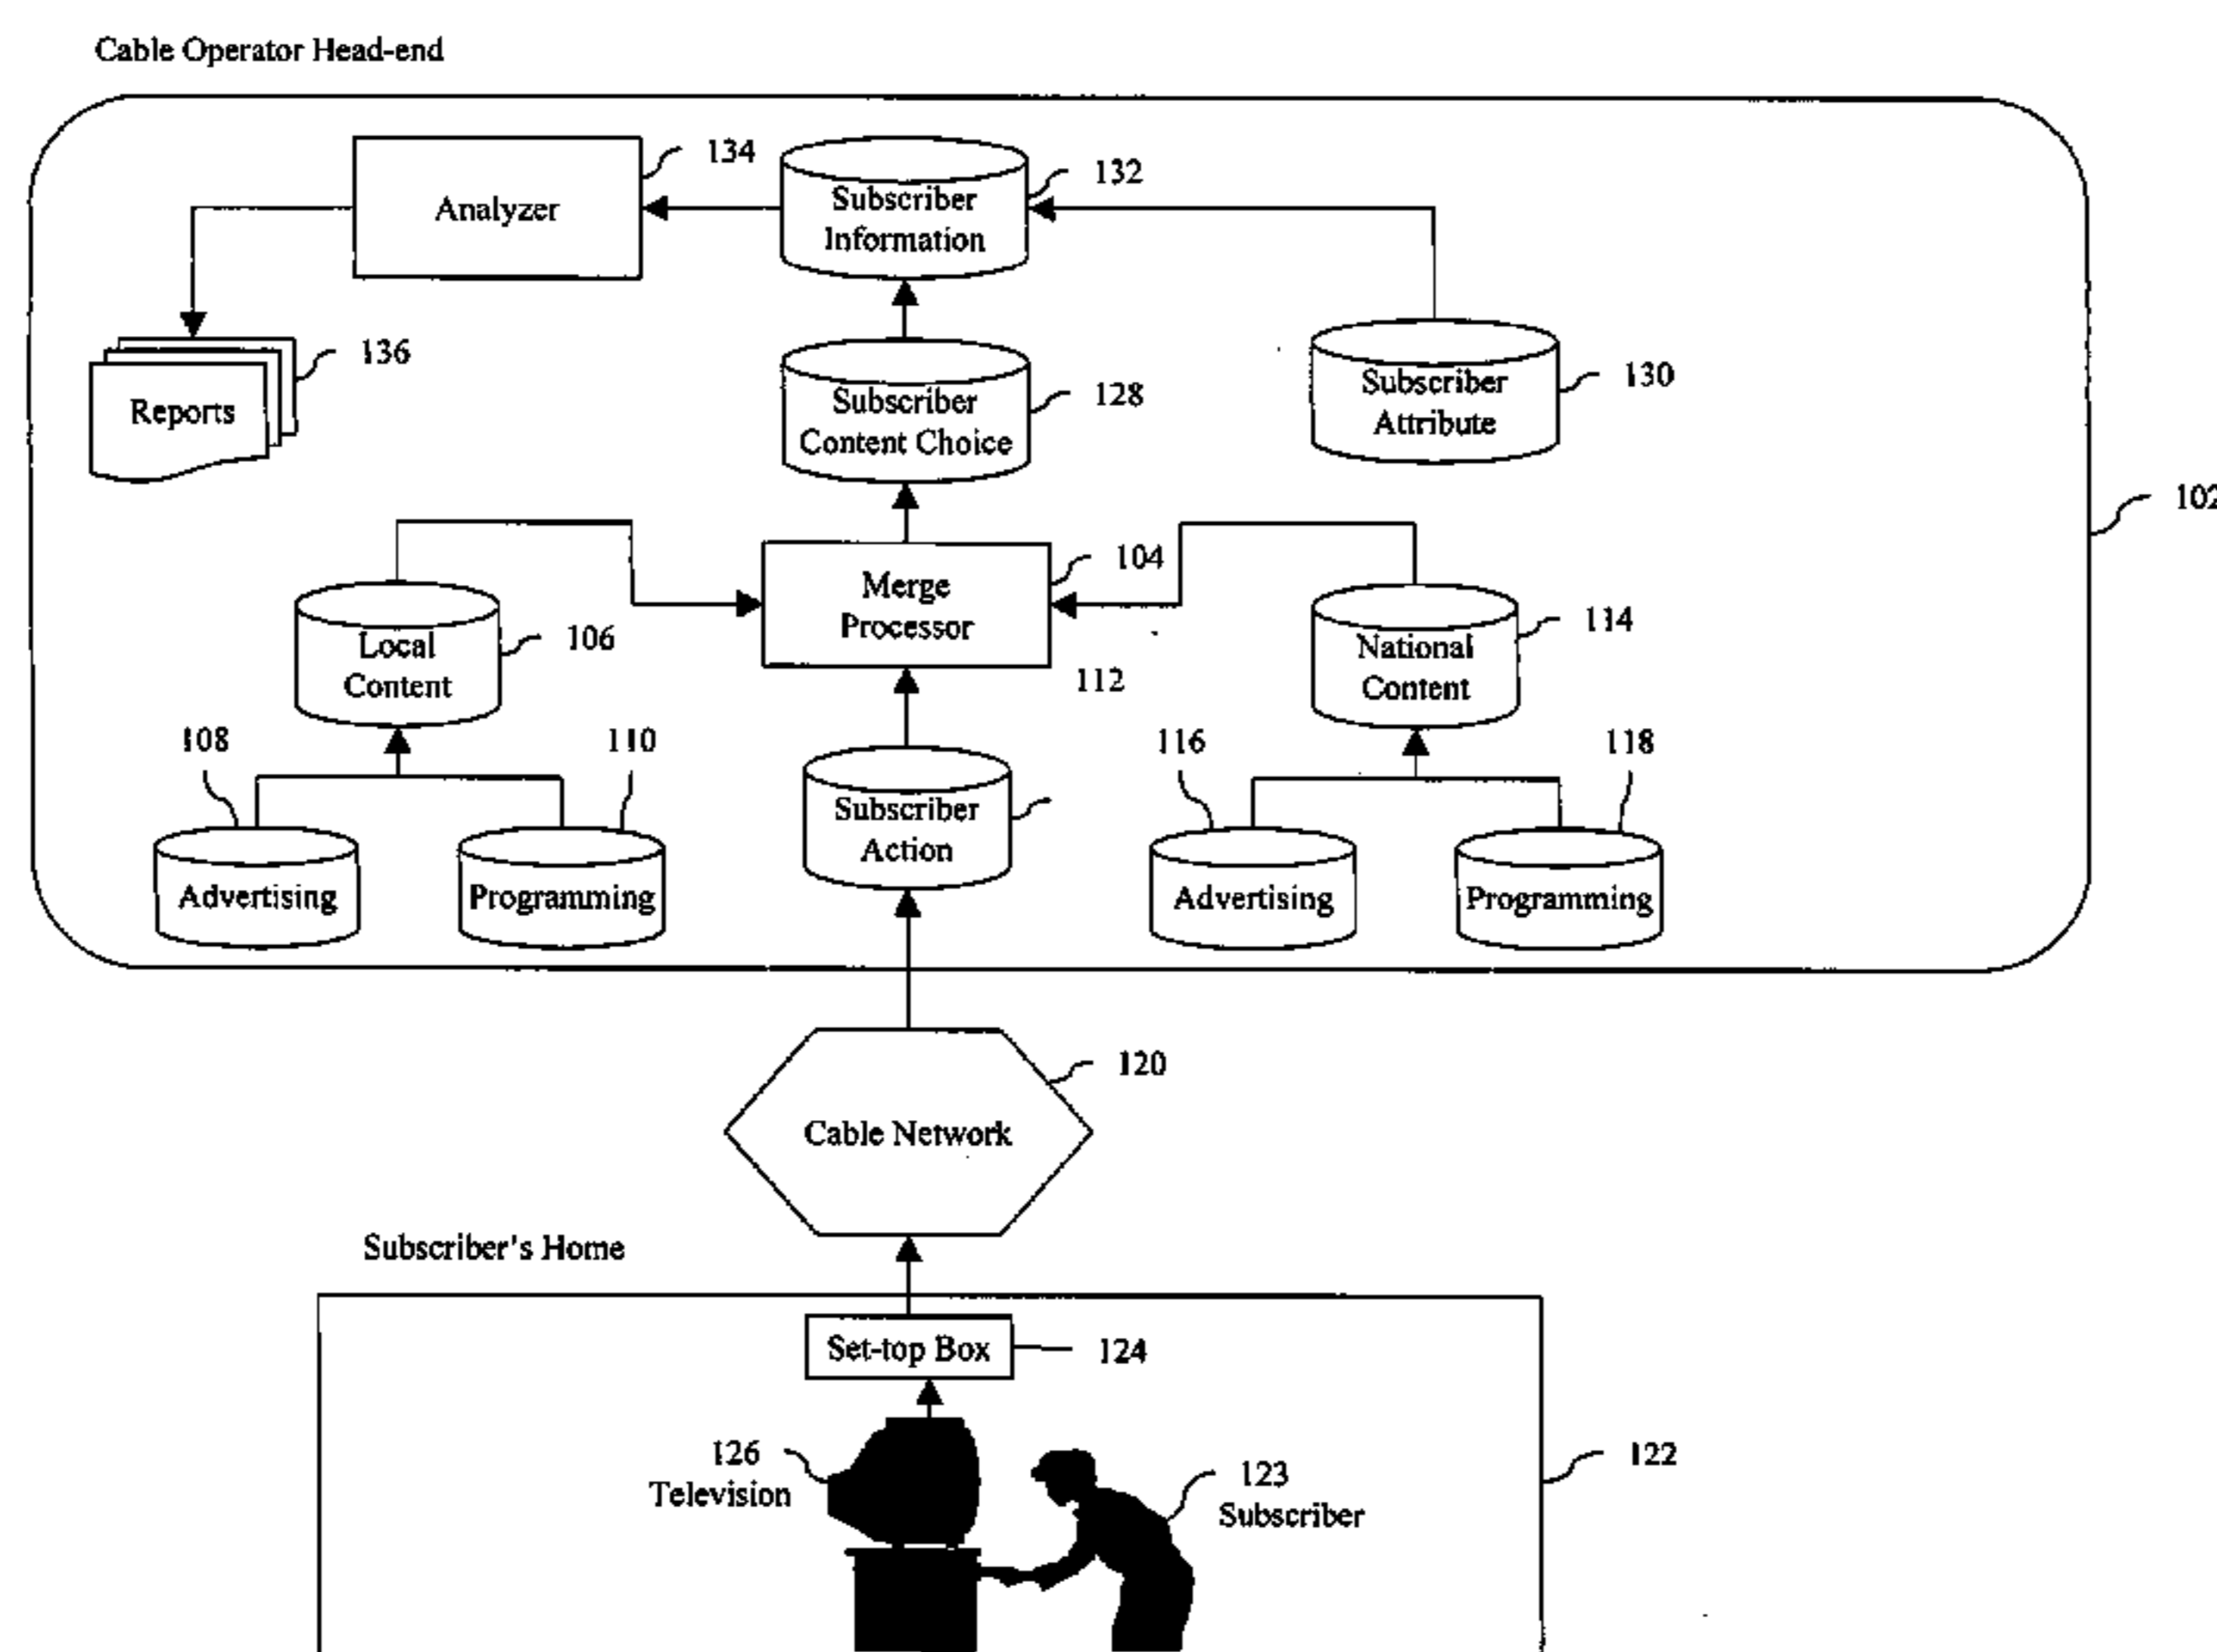 Cable Operator Head-end
134
132
Analyzer
Subscriber
Information
136
Reports
128
Subscriber
Content Choice
130
Subscriber
Attribute
102
104
Merge
Processor
106
Local
Content
114
National
Content
112
108
110
116
118
Subscriber
Action
Advertising
Programming
Advertising
Programming
120
Cable Network
Subscriber's Home
Set-top Box
124
126
Television
123
Subscriber
122